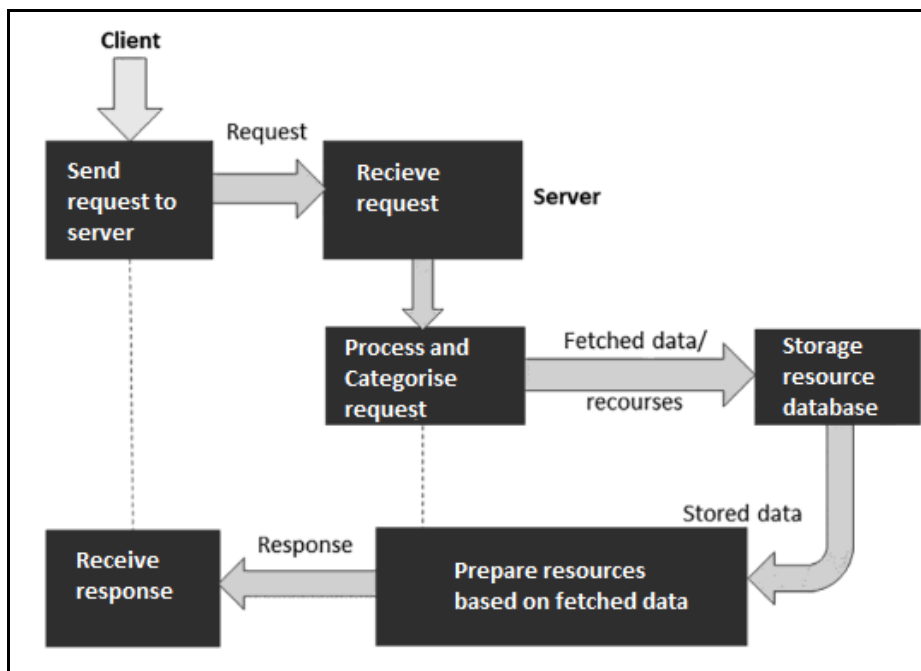 Client
Send
request to
server
Request
Recieve
request
Server
Process and
Categorise
request
Fetched data/
recourses
Storage
resource
database
Stored data
Prepare resources
based on fetched data
Response
Receive
response